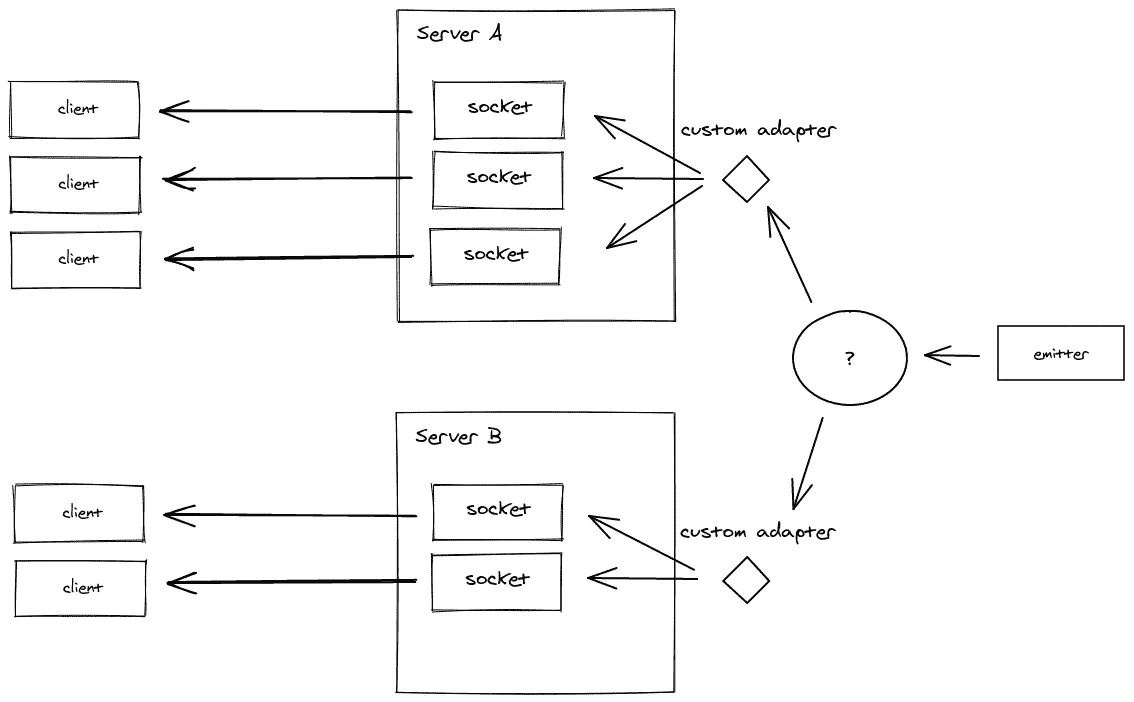 Server A
client
socket
custom adapter
client
socket
client
socket
?
emitter
Server B
client
socket
custom adapter
client
socket